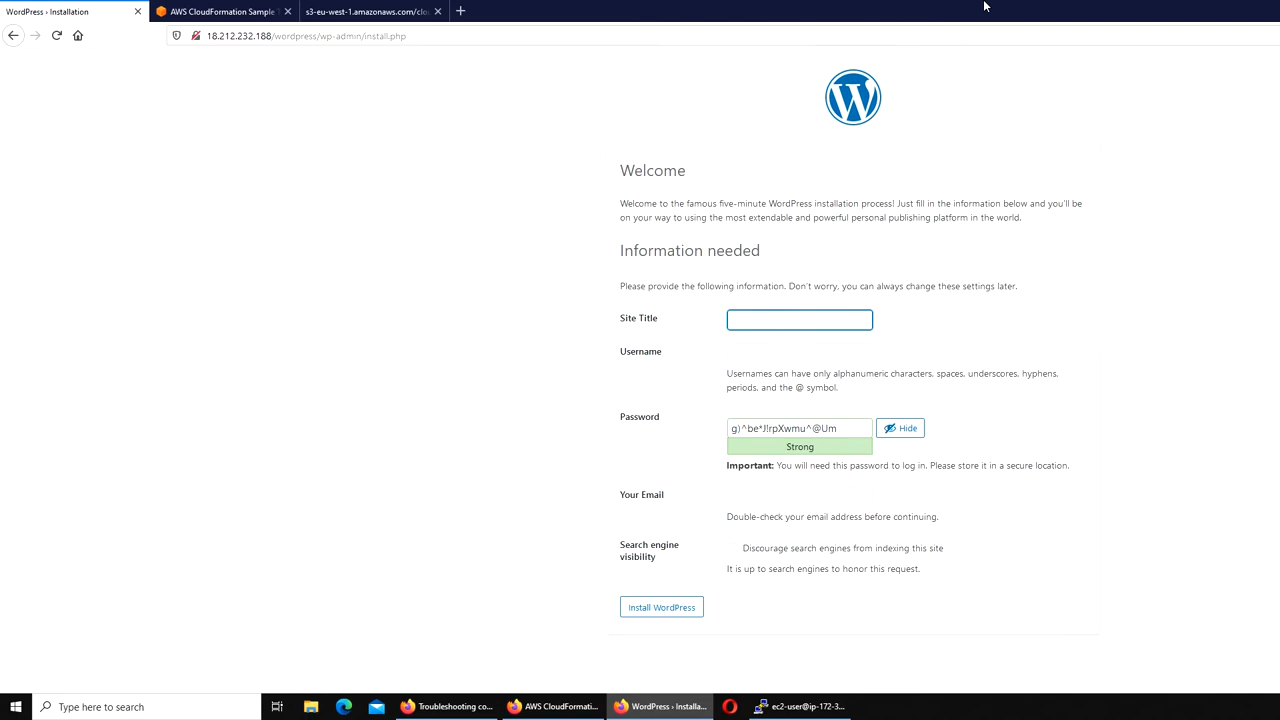 WordPress › Installation
AWS CloudFormation Sample T
s3-eu-west-1.amazonaws.com/clou
18.212.232.188/wordpress/wp-admin/install.php
Welcome
Welcome to the famous five-minute WordPress installation process! Just fill in the information below and you'll be
on your way to using the most extendable and powerful personal publishing platform in the world.
Information needed
Please provide the following information. Don't worry, you can always change these settings later.
Site Title
Username
Usernames can have only alphanumeric characters, spaces, underscores, hyphens,
periods, and the @ symbol.
Password
g)^be*J!rpXwmu^@Um
Hide
Strong
Important: You will need this password to log in. Please store it in a secure location.
Your Email
Double-check your email address before continuing.
Search engine
visibility
Discourage search engines from indexing this site
It is up to search engines to honor this request.
Install WordPress
Type here to search
Troubleshooting co...
AWS CloudFormati...
WordPress › Installa...
ec2-user@ip-172-3...